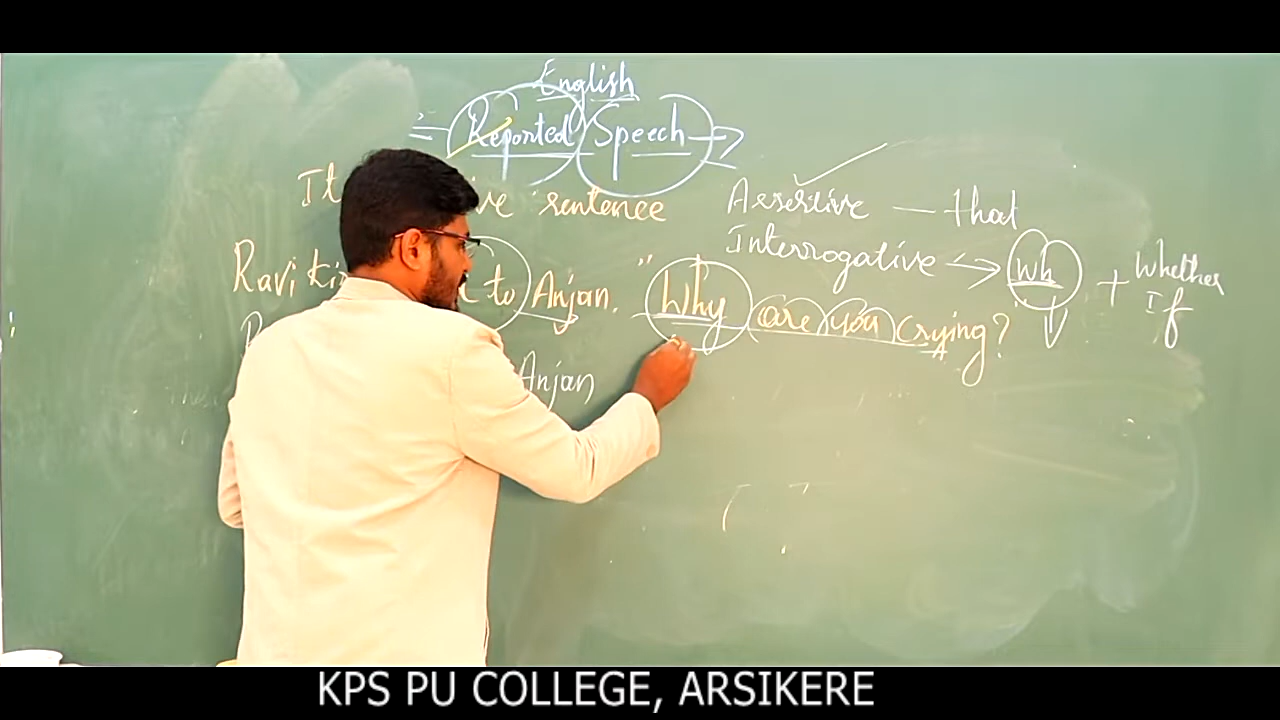 English
Reported Speech
sentence
Assertive — that
Interrogative → Wh + Whether
If
Ravi to Anjan. "Why are you crying?
Anjan
KPS PU COLLEGE, ARSIKERE